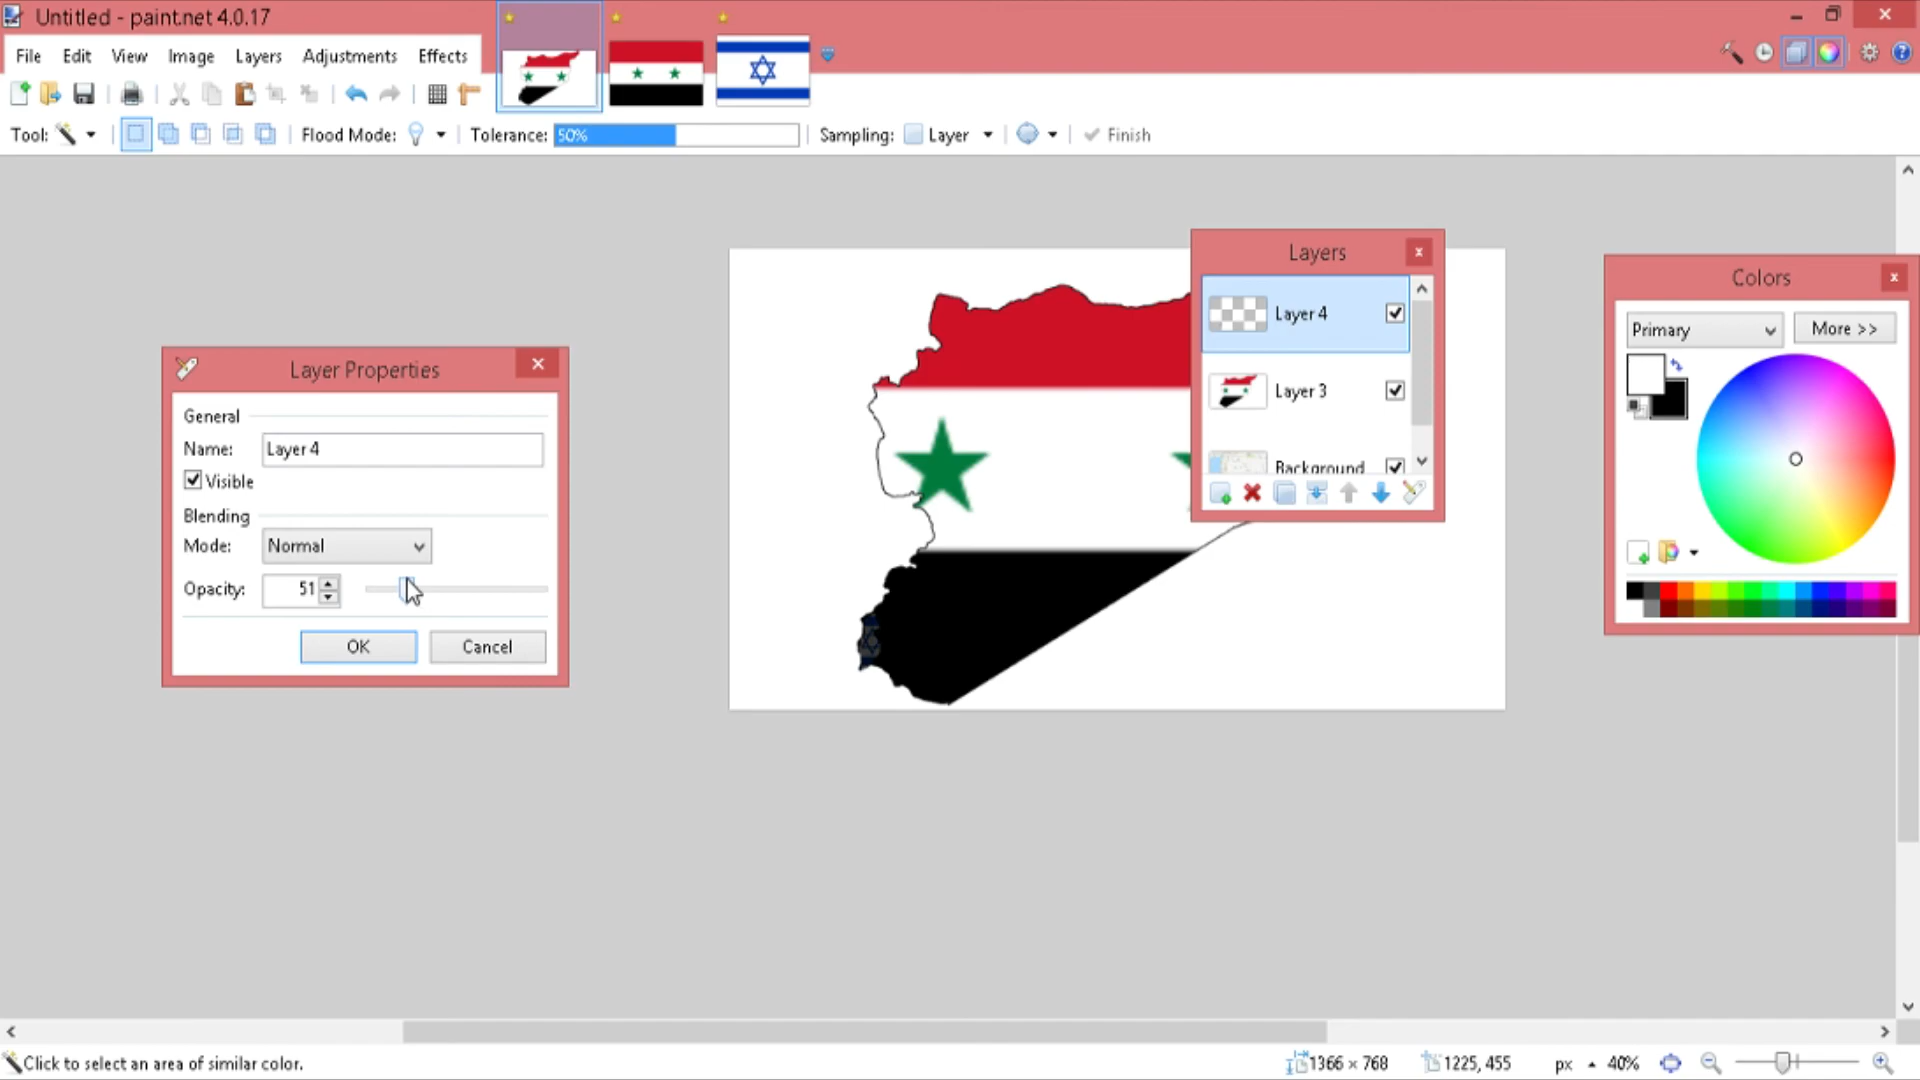 Untitled - paint.net 4.0.17
File Edit View Image Layers Adjustments Effects
Tool: Flood Mode: Tolerance: 50% Sampling: Layer Finish
Layers
Layer 4
Layer 3
Background
Colors
Primary More >>
Layer Properties
General
Name: Layer 4
Visible
Blending
Mode: Normal
Opacity: 51
OK Cancel
Click to select an area of similar color. 1366 × 768 1225, 455 px 40%